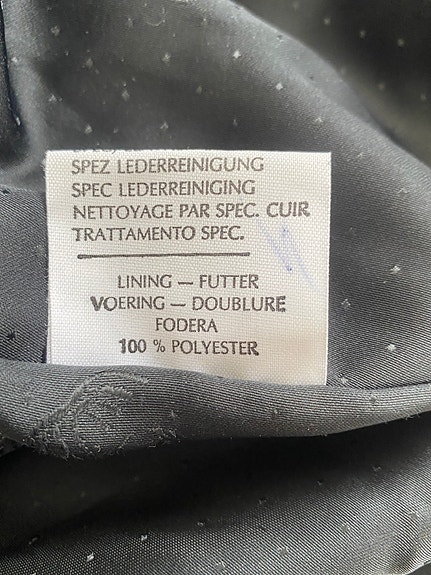 SPEZ LEDERREINIGUNG
SPEC LEDERREINIGING
NETTOYAGE PAR SPEC. CUIR
TRATTAMENTO SPEC.
LINING — FUTTER
VOERING — DOUBLURE
FODERA
100 % POLYESTER